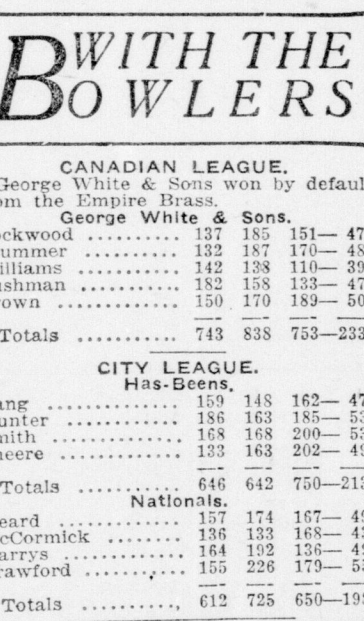 WITH THE
BOWLERS
CANADIAN LEAGUE.
George White & Sons won by defaul
om the Empire Brass.
George White & Sons.
ockwood .......... 137 185 151— 47
ummer .......... 132 187 170— 48
illiams .......... 142 138 110— 39
ushman .......... 182 158 133— 47
rown ............ 150 170 189— 50
Totals .......... 743 838 753—233
CITY LEAGUE.
Has-Beens.
ang .............. 159 148 162— 47
unter ............ 186 163 185— 53
mith ............ 168 168 200— 53
heere ............ 133 163 202— 49
Totals .......... 646 642 750—213
Nationals.
eard ............ 157 174 167— 49
cCormick ........ 136 133 168— 43
arrys ............ 164 192 136— 49
rawford .......... 155 226 179— 55
Totals .........., 612 725 650—198